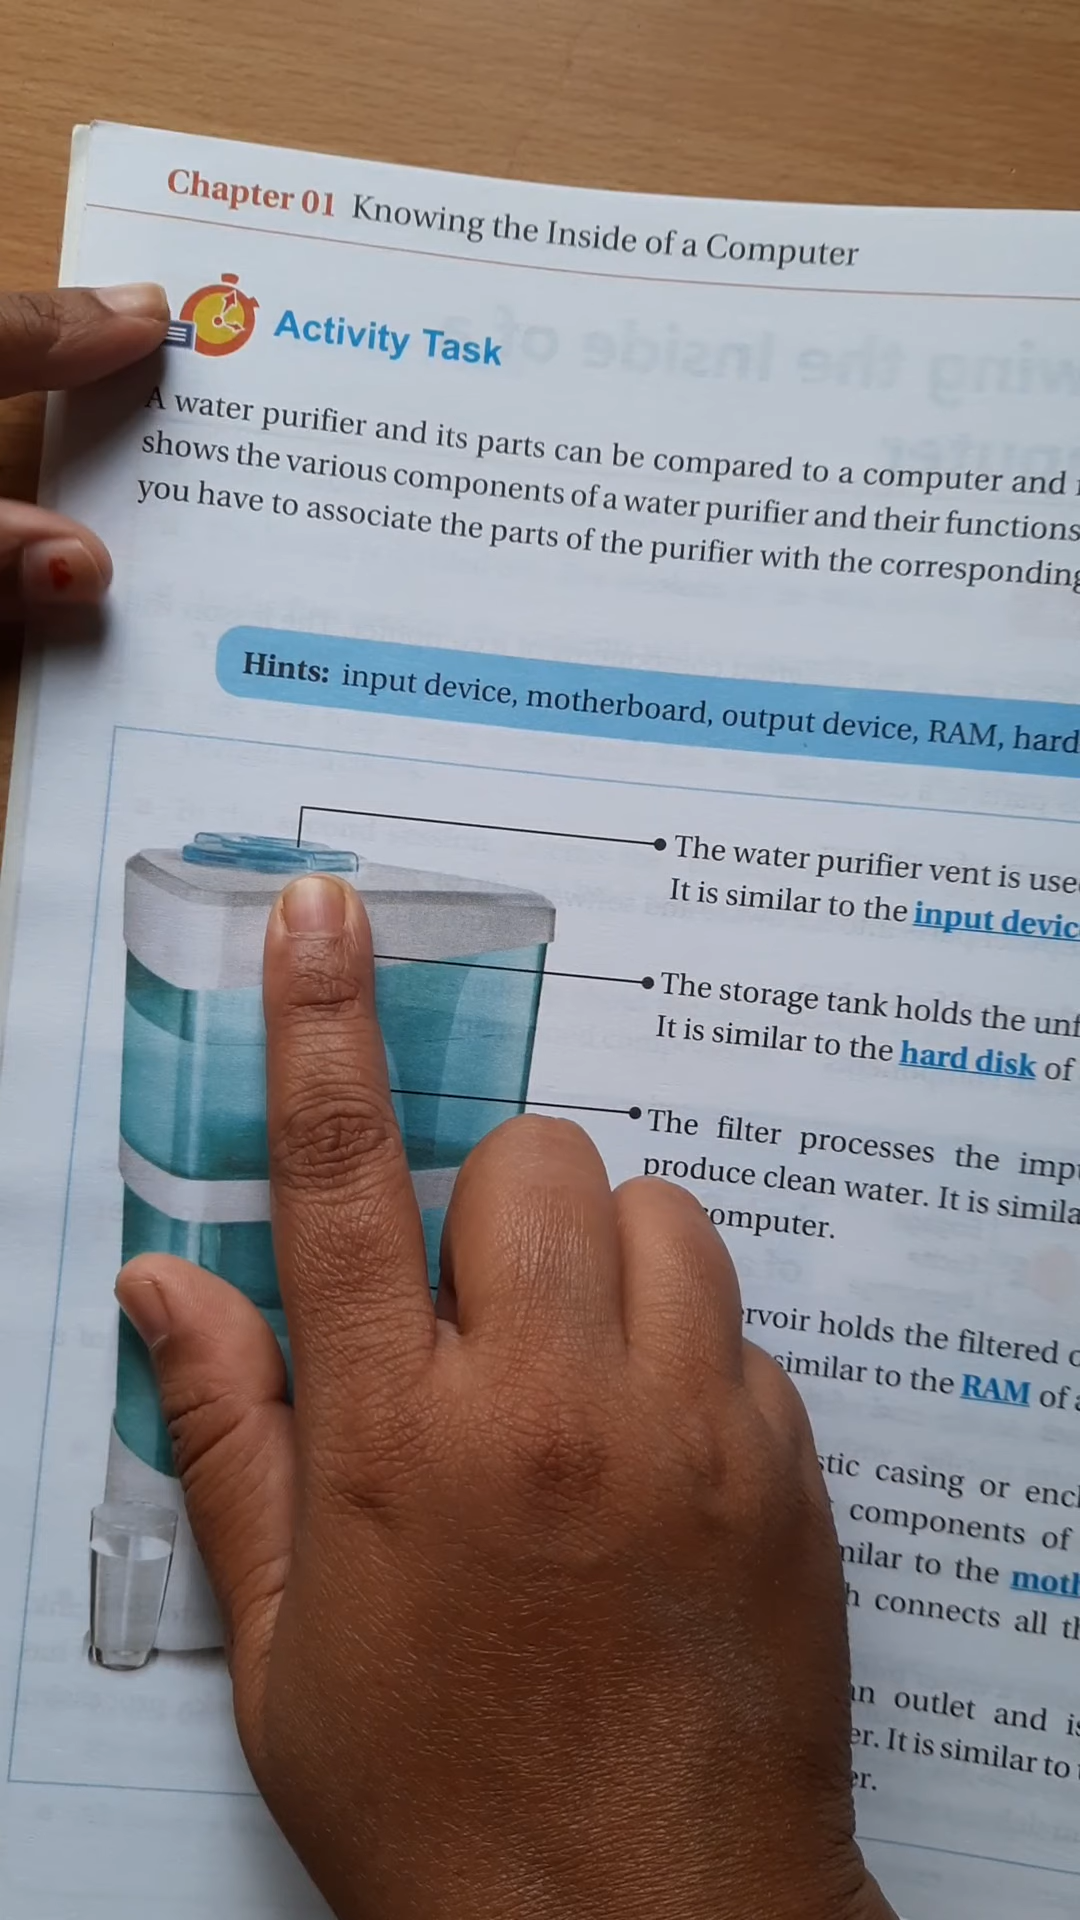 Chapter 01 Knowing the Inside of a Computer
Activity Task
A water purifier and its parts can be compared to a computer and
shows the various components of a water purifier and their functions
you have to associate the parts of the purifier with the corresponding
Hints: input device, motherboard, output device, RAM, hard
The water purifier vent is use
It is similar to the input devic
The storage tank holds the unf
It is similar to the hard disk of
The filter processes the imp
produce clean water. It is simila
computer.
rvoir holds the filtered
similar to the RAM of
stic casing or encl
components of
milar to the moth
h connects all th
an outlet and is
er. It is similar to
er.